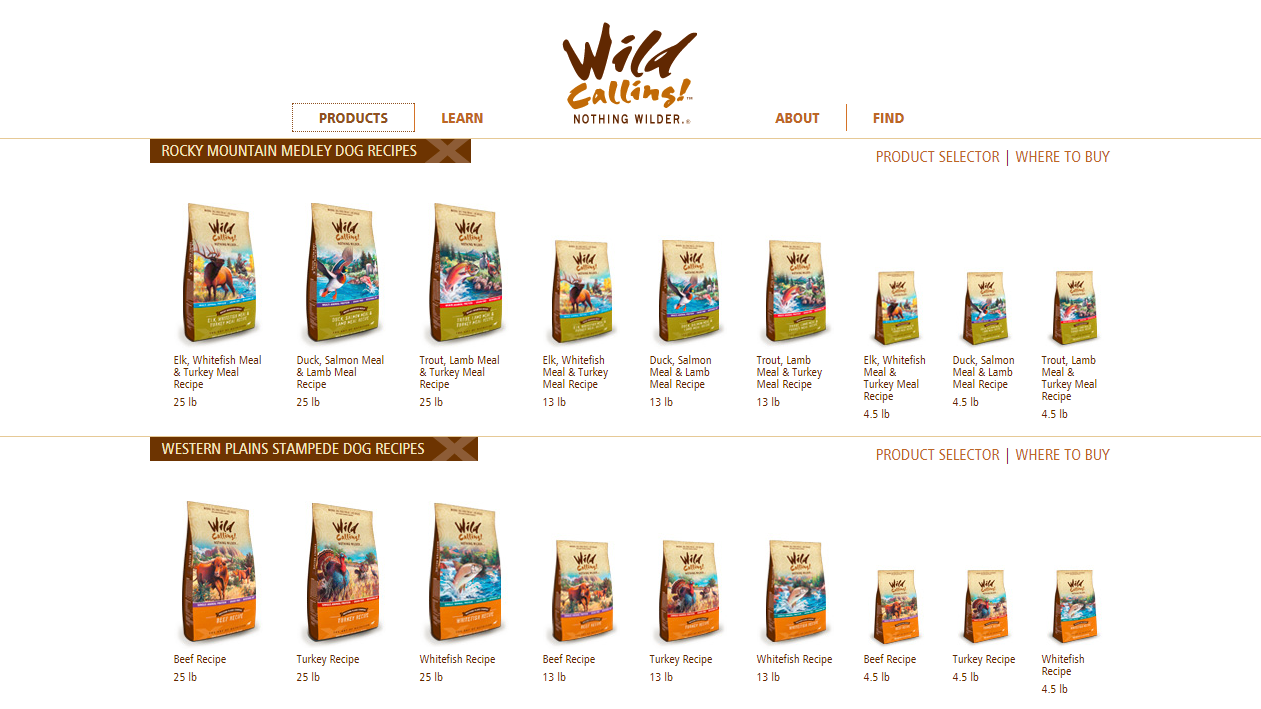 Wild
Calling!™
NOTHING WILDER.®
PRODUCTS
LEARN
ABOUT
FIND
ROCKY MOUNTAIN MEDLEY DOG RECIPES
PRODUCT SELECTOR | WHERE TO BUY
Elk, Whitefish Meal
& Turkey Meal
Recipe
25 lb
Duck, Salmon Meal
& Lamb Meal
Recipe
25 lb
Trout, Lamb Meal
& Turkey Meal
Recipe
25 lb
Elk, Whitefish
Meal & Turkey
Meal Recipe
13 lb
Duck, Salmon
Meal & Lamb
Meal Recipe
13 lb
Trout, Lamb
Meal & Turkey
Meal Recipe
13 lb
Elk, Whitefish
Meal &
Turkey Meal
Recipe
4.5 lb
Duck, Salmon
Meal & Lamb
Meal Recipe
4.5 lb
Trout, Lamb
Meal &
Turkey Meal
Recipe
4.5 lb
WESTERN PLAINS STAMPEDE DOG RECIPES
PRODUCT SELECTOR | WHERE TO BUY
Beef Recipe
25 lb
Turkey Recipe
25 lb
Whitefish Recipe
25 lb
Beef Recipe
13 lb
Turkey Recipe
13 lb
Whitefish Recipe
13 lb
Beef Recipe
4.5 lb
Turkey Recipe
4.5 lb
Whitefish
Recipe
4.5 lb